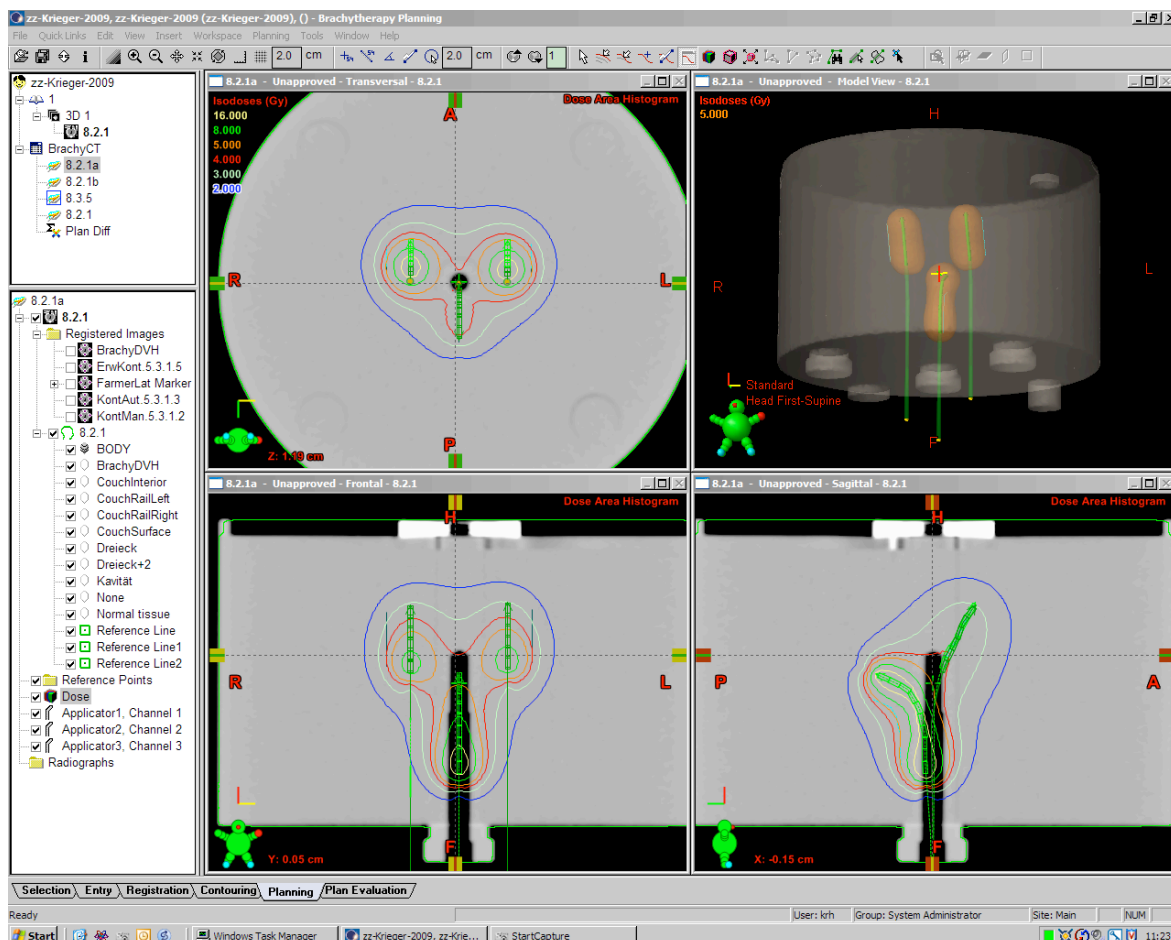 zz-Krieger-2009, zz-Krieger-2009 (zz-Krieger-2009), () - Brachytherapy Planning
File Quick Links Edit View Insert Workspace Planning Tools Window Help
2.0 cm 2.0 cm 1
zz-Krieger-2009
1
3D 1
8.2.1
BrachyCT
8.2.1a
8.2.1b
8.3.5
8.2.1
Plan Diff
8.2.1a
8.2.1
Registered Images
BrachyDVH
ErwKont.5.3.1.5
FarmerLat Marker
KontAut.5.3.1.3
KontMan.5.3.1.2
8.2.1
BODY
BrachyDVH
CouchInterior
CouchRailLeft
CouchRailRight
CouchSurface
Dreieck
Dreieck+2
Kavität
None
Normal tissue
Reference Line
Reference Line1
Reference Line2
Reference Points
Dose
Applicator1, Channel 1
Applicator2, Channel 2
Applicator3, Channel 3
Radiographs
8.2.1a - Unapproved - Transversal - 8.2.1
Isodoses (Gy)
Dose Area Histogram
16.000
8.000
5.000
4.000
3.000
2.000
A
R
L
P
Z: 1.19 cm
8.2.1a - Unapproved - Model View - 8.2.1
Isodoses (Gy)
5.000
H
R
L
L
Standard
Head First-Supine
F
8.2.1a - Unapproved - Frontal - 8.2.1
Dose Area Histogram
H
R
L
F
Y: 0.05 cm
8.2.1a - Unapproved - Sagittal - 8.2.1
Dose Area Histogram
H
P
A
F
X: -0.15 cm
Selection Entry Registration Contouring Planning Plan Evaluation
Ready User: krh Group: System Administrator Site: Main NUM
Start Windows Task Manager zz-Krieger-2009, zz-Krie... StartCapture 11:23